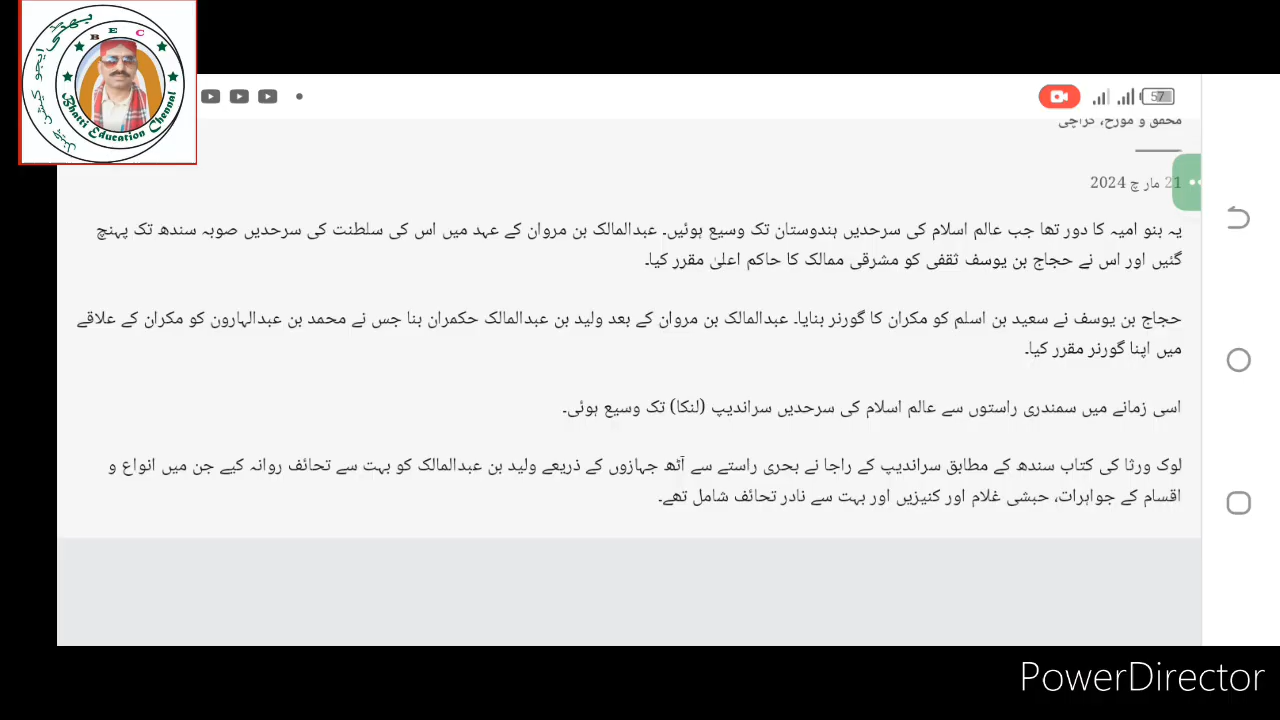 بھٹی ایجوکیشن چینل
B E C
Bhatti Education Chennal
57
محقق و مورخ، کراچی
21 مارچ 2024
یہ بنو امیہ کا دور تھا جب عالم اسلام کی سرحدیں ہندوستان تک وسیع ہوئیں۔ عبدالمالک بن مروان کے عہد میں اس کی سلطنت کی سرحدیں صوبہ سندھ تک پہنچ
گئیں اور اس نے حجاج بن یوسف ثقفی کو مشرقی ممالک کا حاکم اعلیٰ مقرر کیا۔
حجاج بن یوسف نے سعید بن اسلم کو مکران کا گورنر بنایا۔ عبدالمالک بن مروان کے بعد ولید بن عبدالمالک حکمران بنا جس نے محمد بن عبدالہارون کو مکران کے علاقے
میں اپنا گورنر مقرر کیا۔
اسی زمانے میں سمندری راستوں سے عالم اسلام کی سرحدیں سراندیپ (لنکا) تک وسیع ہوئی۔
لوک ورثا کی کتاب سندھ کے مطابق سراندیپ کے راجا نے بحری راستے سے آٹھ جہازوں کے ذریعے ولید بن عبدالمالک کو بہت سے تحائف روانہ کیے جن میں انواع و
اقسام کے جواہرات، حبشی غلام اور کنیزیں اور بہت سے نادر تحائف شامل تھے۔
PowerDirector